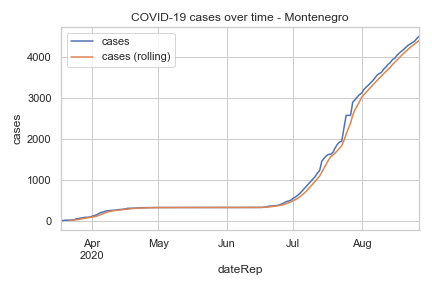 COVID-19 cases over time - Montenegro
cases
cases (rolling)
4000
3000
2000
1000
0
cases
Apr
2020
May
Jun
Jul
Aug
dateRep